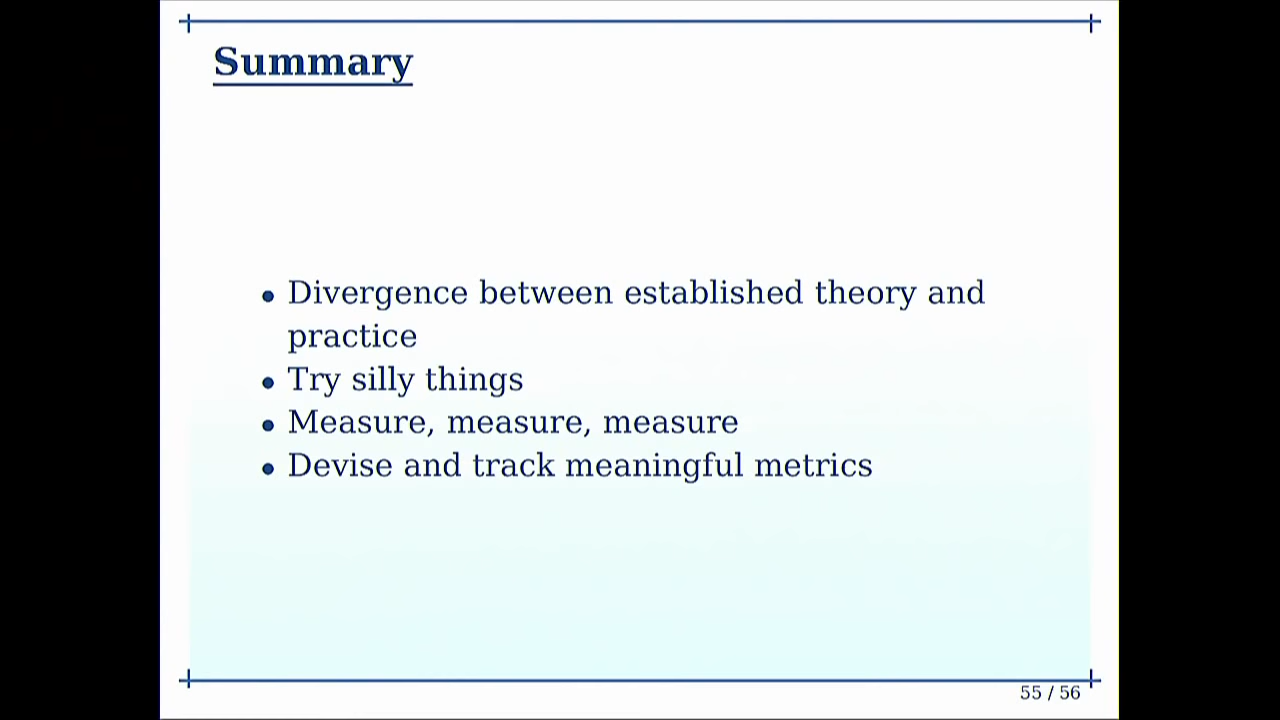 Summary
• Divergence between established theory and
practice
• Try silly things
• Measure, measure, measure
• Devise and track meaningful metrics
55 / 56